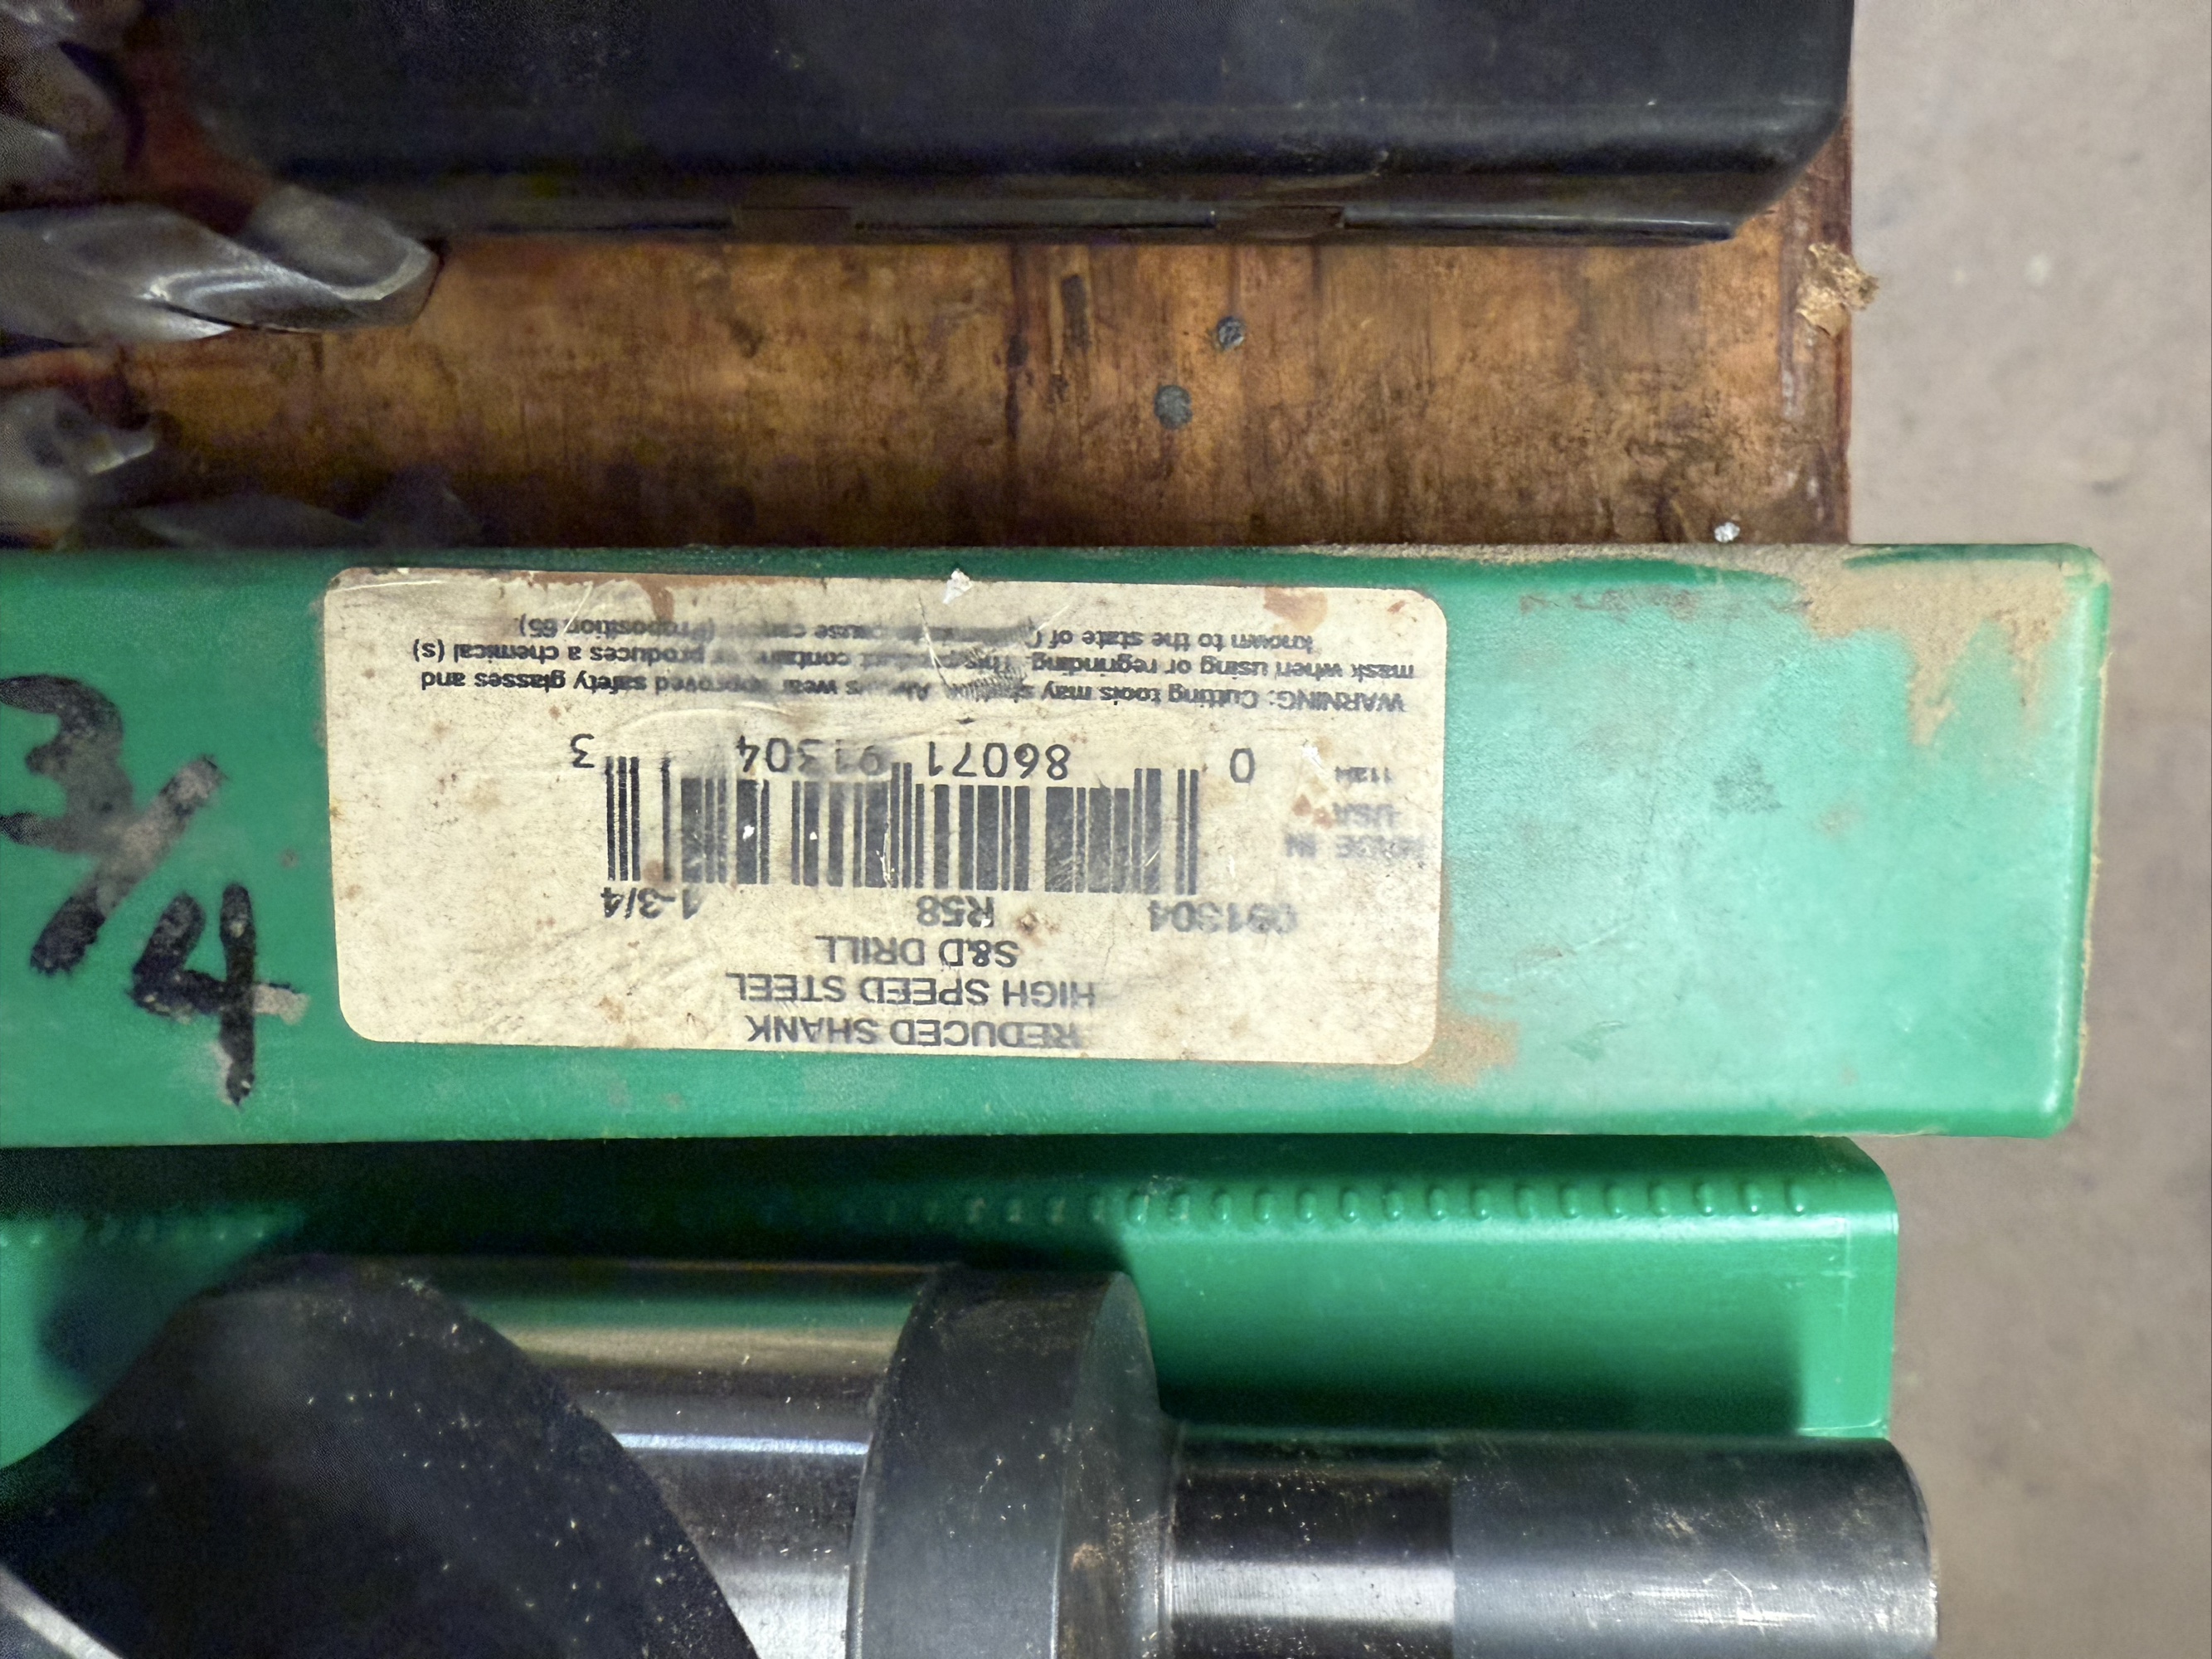 REDUCED SHANK
HIGH SPEED STEEL
S&D DRILL
091304 R58 1-3/4
MADE IN
USA
0 86071 91304 3
WARNING: Cutting tools may shatter. Always wear approved safety glasses and
mask when using or regrinding. This product contains or produces a chemical (s)
known to the state of California to cause cancer (Proposition 65)
3/4